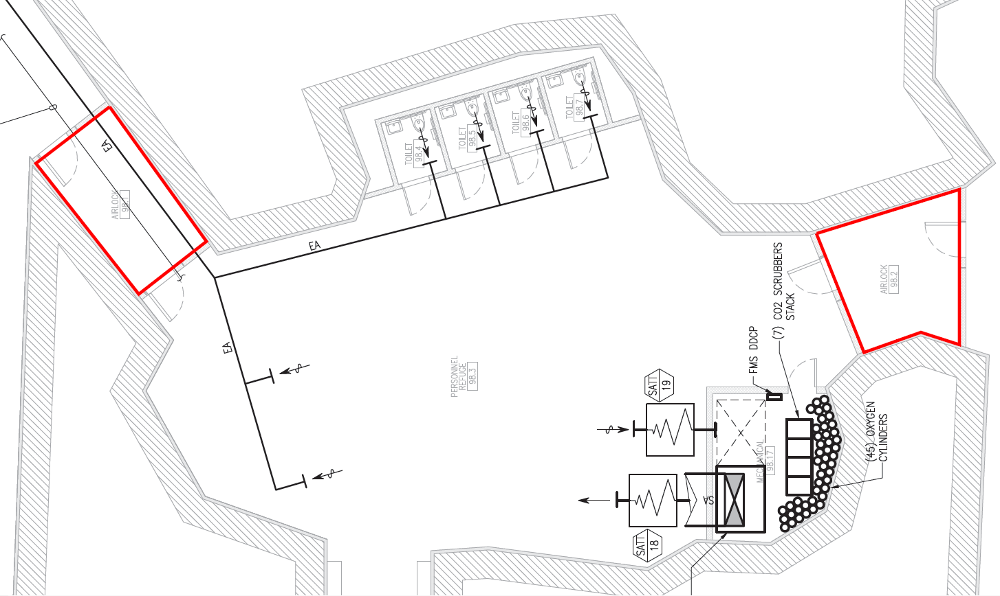 EA
AIRLOCK
98.1
TOILET
98.4
TOILET
98.5
TOILET
98.6
TOILET
98.7
EA
EA
AIRLOCK
98.2
(7) CO2 SCRUBBERS
STACK
FMS DDCP
PERSONNEL
REFUGE
98.3
SATT
19
(45) OXYGEN
CYLINDERS
MECHANICAL
98.17
SA
SATT
18